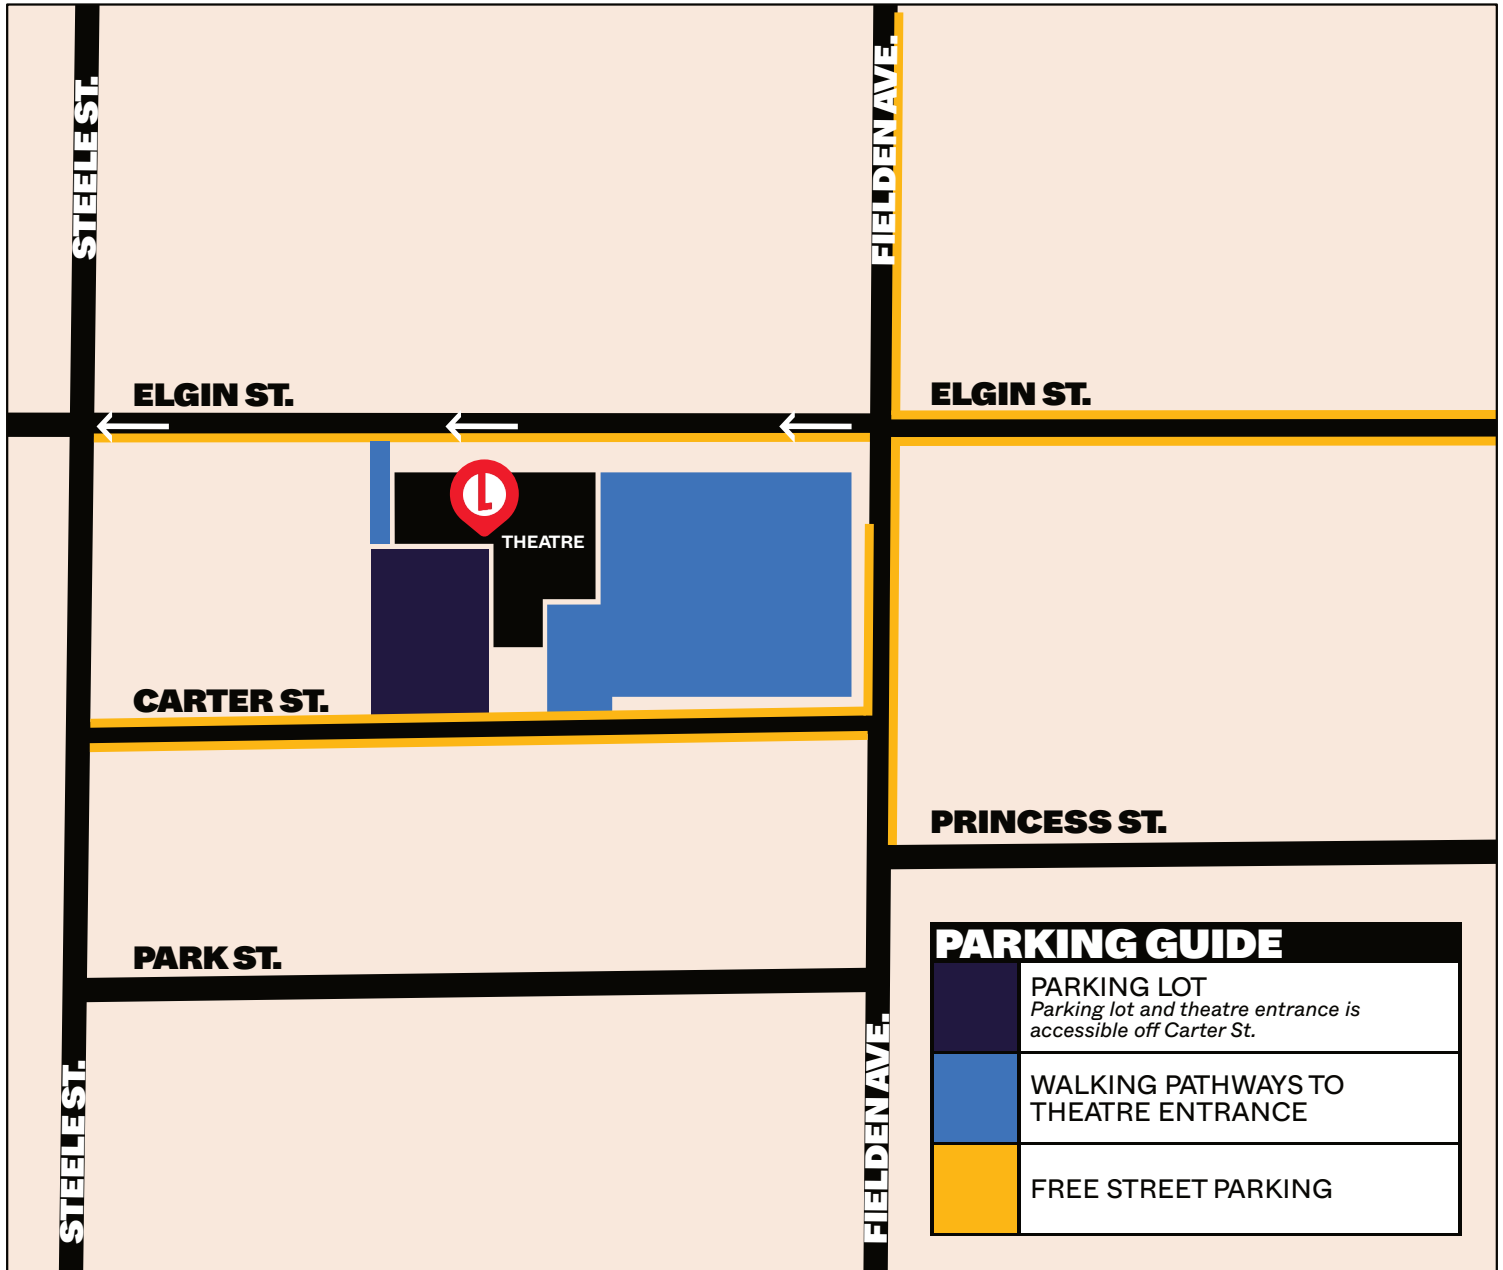 STEELE ST.
FIELDEN AVE.
ELGIN ST.
ELGIN ST.
THEATRE
CARTER ST.
PRINCESS ST.
PARK ST.
STEELE ST.
FIELDEN AVE.
PARKING GUIDE
PARKING LOT
Parking lot and theatre entrance is
accessible off Carter St.
WALKING PATHWAYS TO
THEATRE ENTRANCE
FREE STREET PARKING